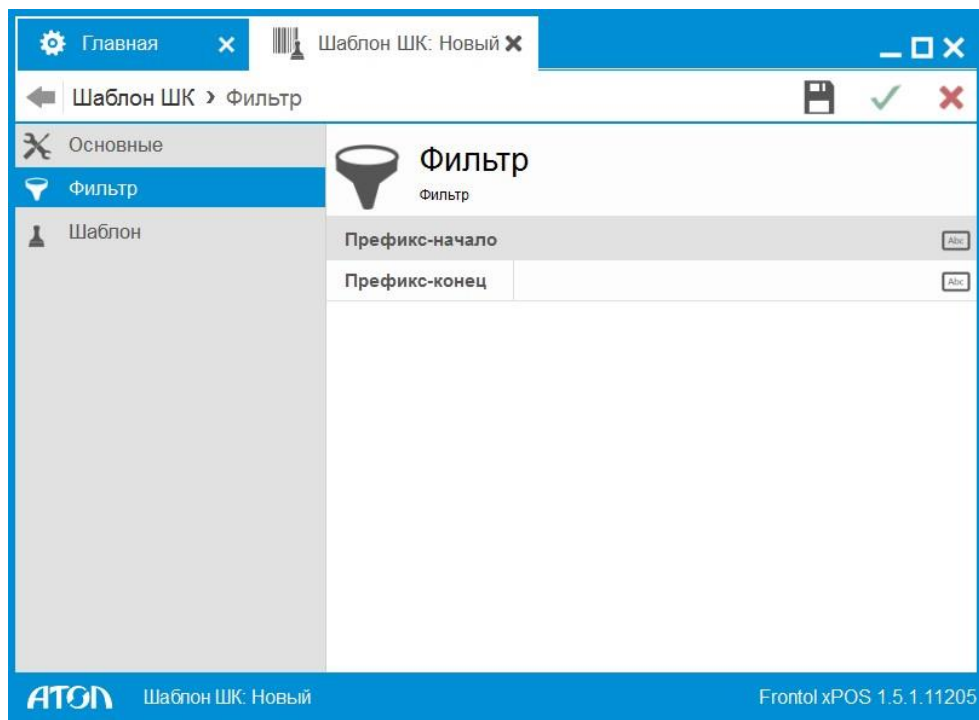 Главная
Шаблон ШК: Новый
Шаблон ШК › Фильтр
Основные
Фильтр
Шаблон
Фильтр
Фильтр
Префикс-начало
Abc
Префикс-конец
Abc
АТОЛ Шаблон ШК: Новый Frontol xPOS 1.5.1.11205